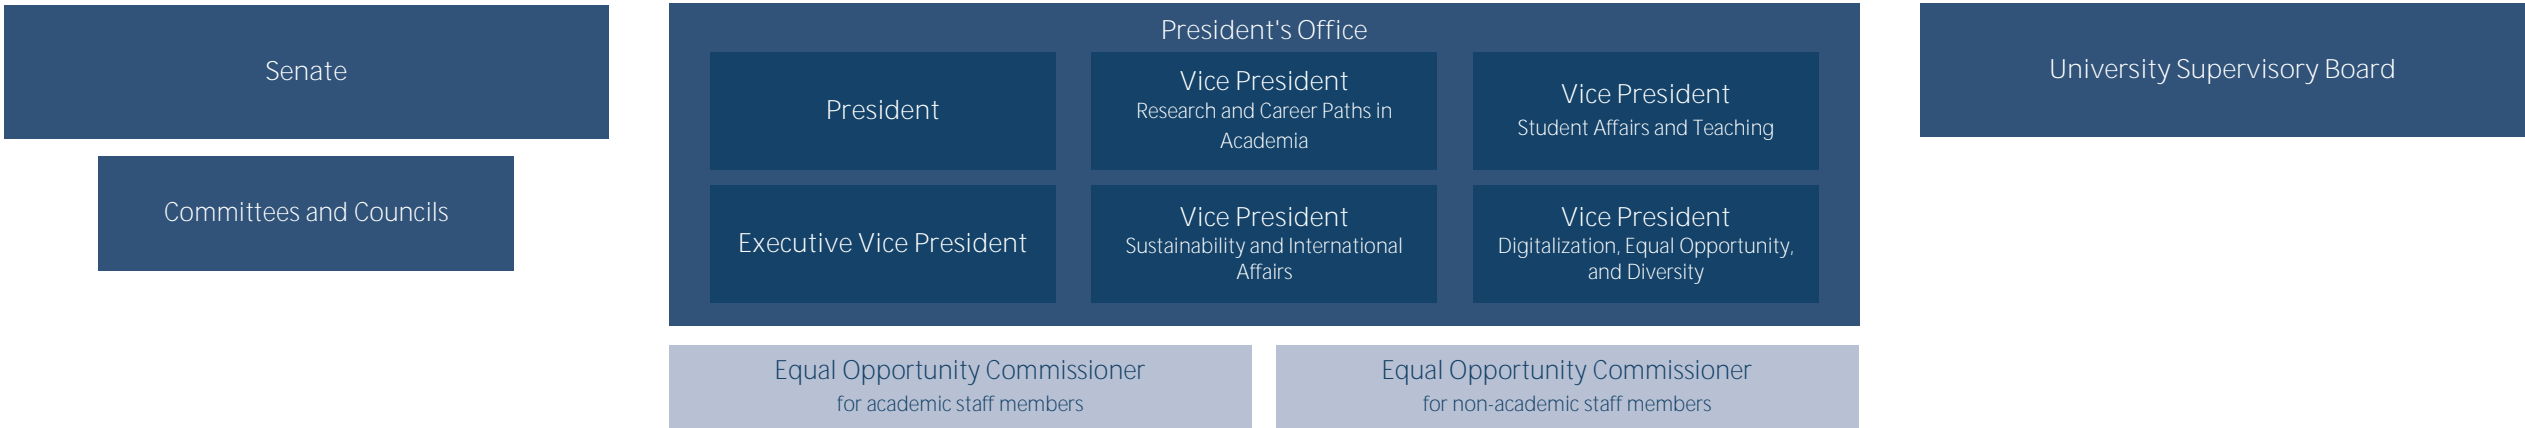 Senate
Committees and Councils
President's Office
President
Vice President
Research and Career Paths in
Academia
Vice President
Student Affairs and Teaching
Executive Vice President
Vice President
Sustainability and International
Affairs
Vice President
Digitalization, Equal Opportunity,
and Diversity
Equal Opportunity Commissioner
for academic staff members
Equal Opportunity Commissioner
for non-academic staff members
University Supervisory Board